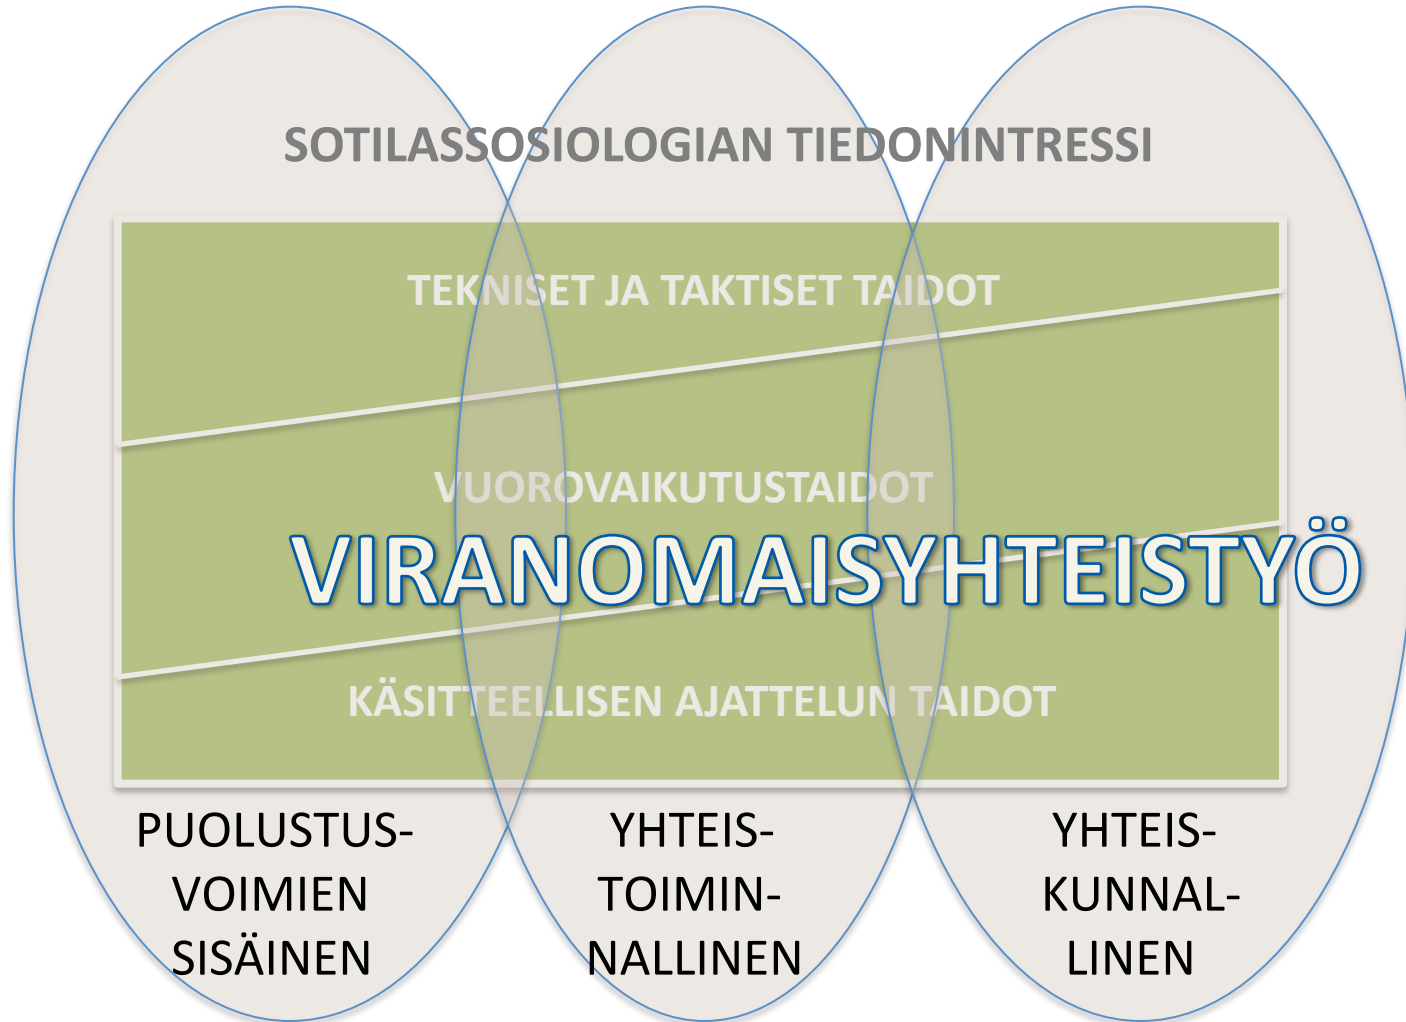 SOTILASSOSIOLOGIAN TIEDONINTRESSI
TEKNISET JA TAKTISET TAIDOT
VUOROVAIKUTUSTAIDOT
VIRANOMAISYHTEISTYÖ
KÄSITTEELLISEN AJATTELUN TAIDOT
PUOLUSTUS-
VOIMIEN
SISÄINEN
YHTEIS-
TOIMIN-
NALLINEN
YHTEIS-
KUNNAL-
LINEN